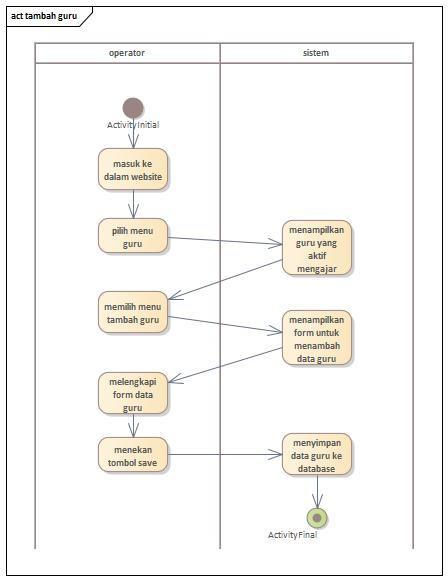 act tambah guru
operator
sistem
ActivityInitial
masuk ke
dalam website
pilih menu
guru
menampilkan
guru yang
aktif
mengajar
memilih menu
tambah guru
menampilkan
form untuk
menambah
data guru
melengkapi
form data
guru
menekan
tombol save
menyimpan
data guru ke
database
ActivityFinal